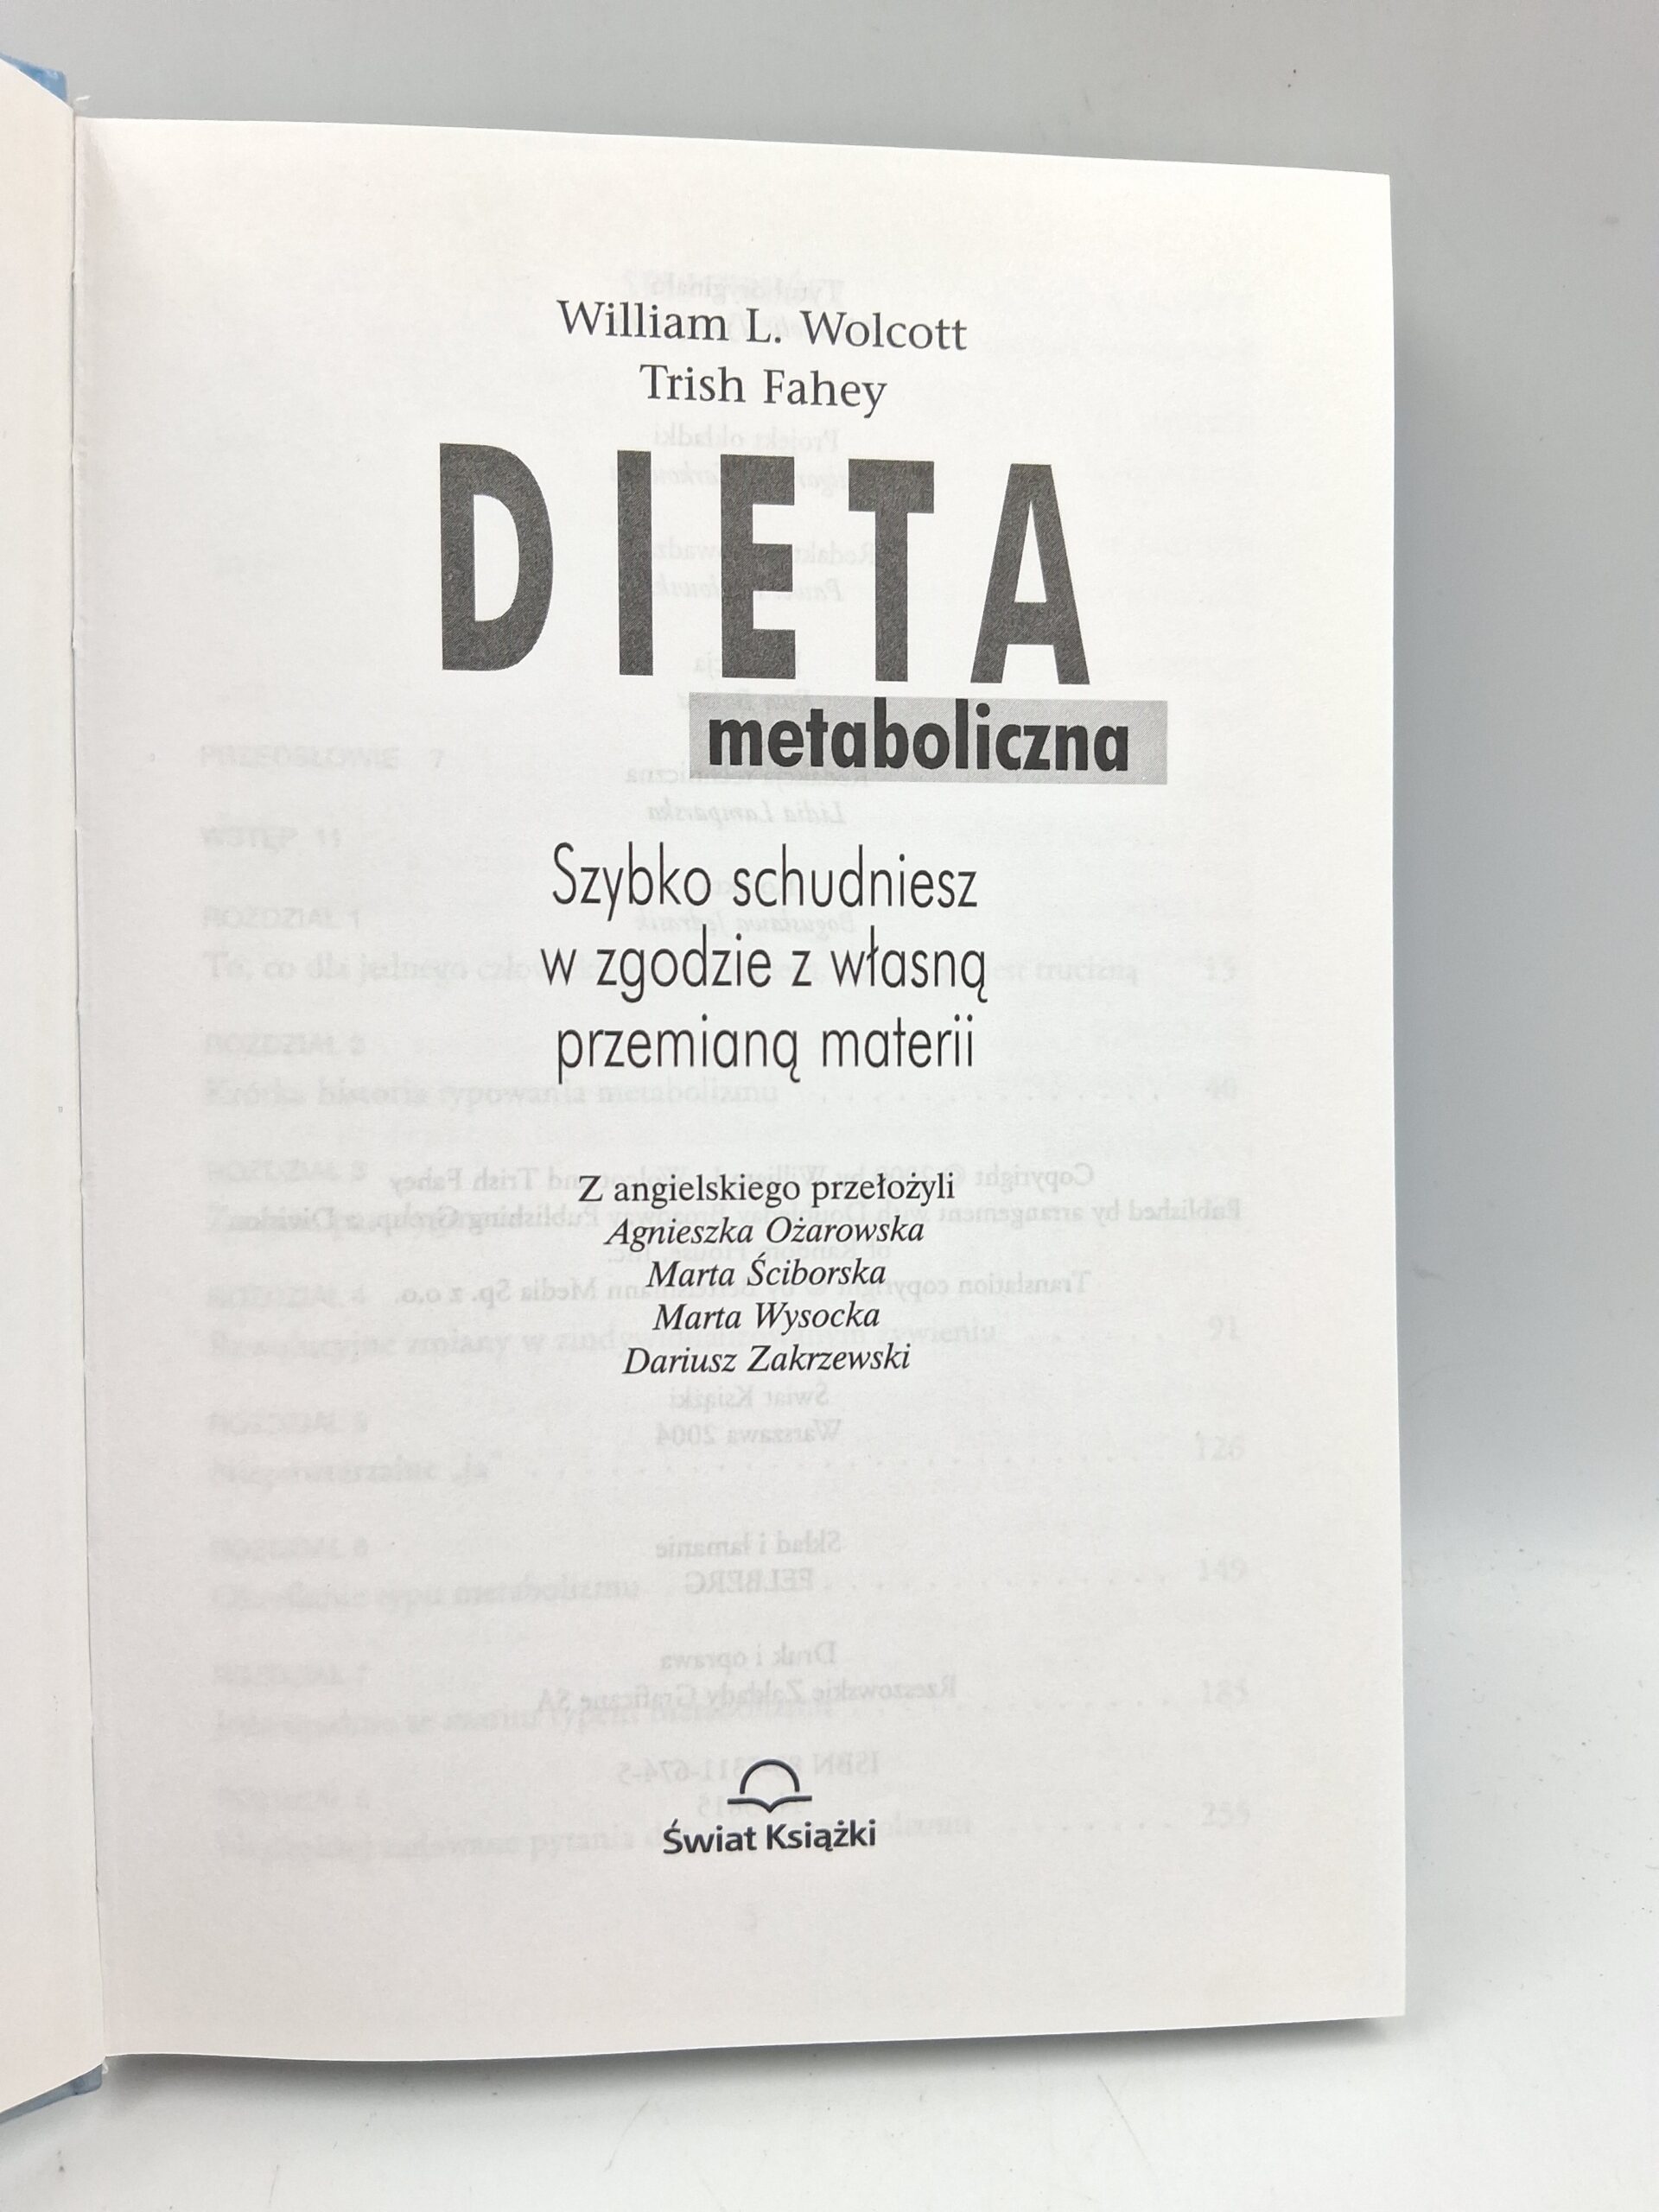 William L. Wolcott
Trish Fahey
DIETA
metaboliczna
Szybko schudniesz
w zgodzie z własną
przemianą materii
Z angielskiego przełożyli
Agnieszka Ożarowska
Marta Ściborska
Marta Wysocka
Dariusz Zakrzewski
Świat Książki